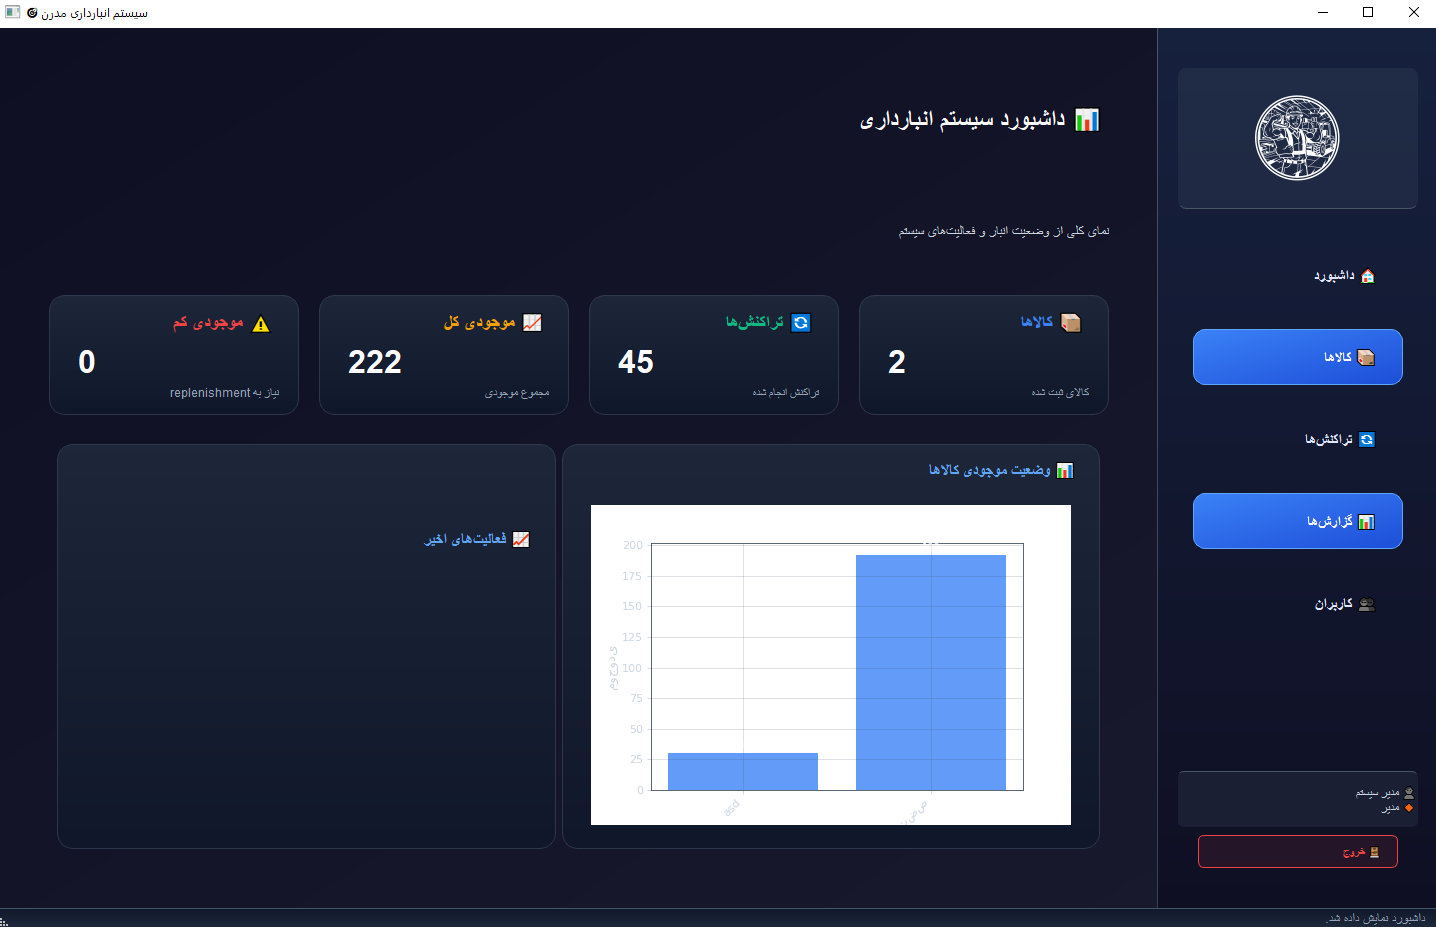 سیستم انبارداری مدرن
داشبورد سیستم انبارداری
نمای کلی از وضعیت انبار و فعالیت‌های سیستم
کالاها
2
کالای ثبت شده
تراکنش‌ها
45
تراکنش انجام شده
موجودی کل
222
مجموع موجودی
موجودی کم
0
نیاز به replenishment
وضعیت موجودی کالاها
200
175
150
125
100
75
50
25
0
ﻯﺩﻭﺝﻭﻡ
asd
فعالیت‌های اخیر
داشبورد
کالاها
تراکنش‌ها
گزارش‌ها
کاربران
مدیر سیستم
مدیر
خروج
داشبورد نمایش داده شد.